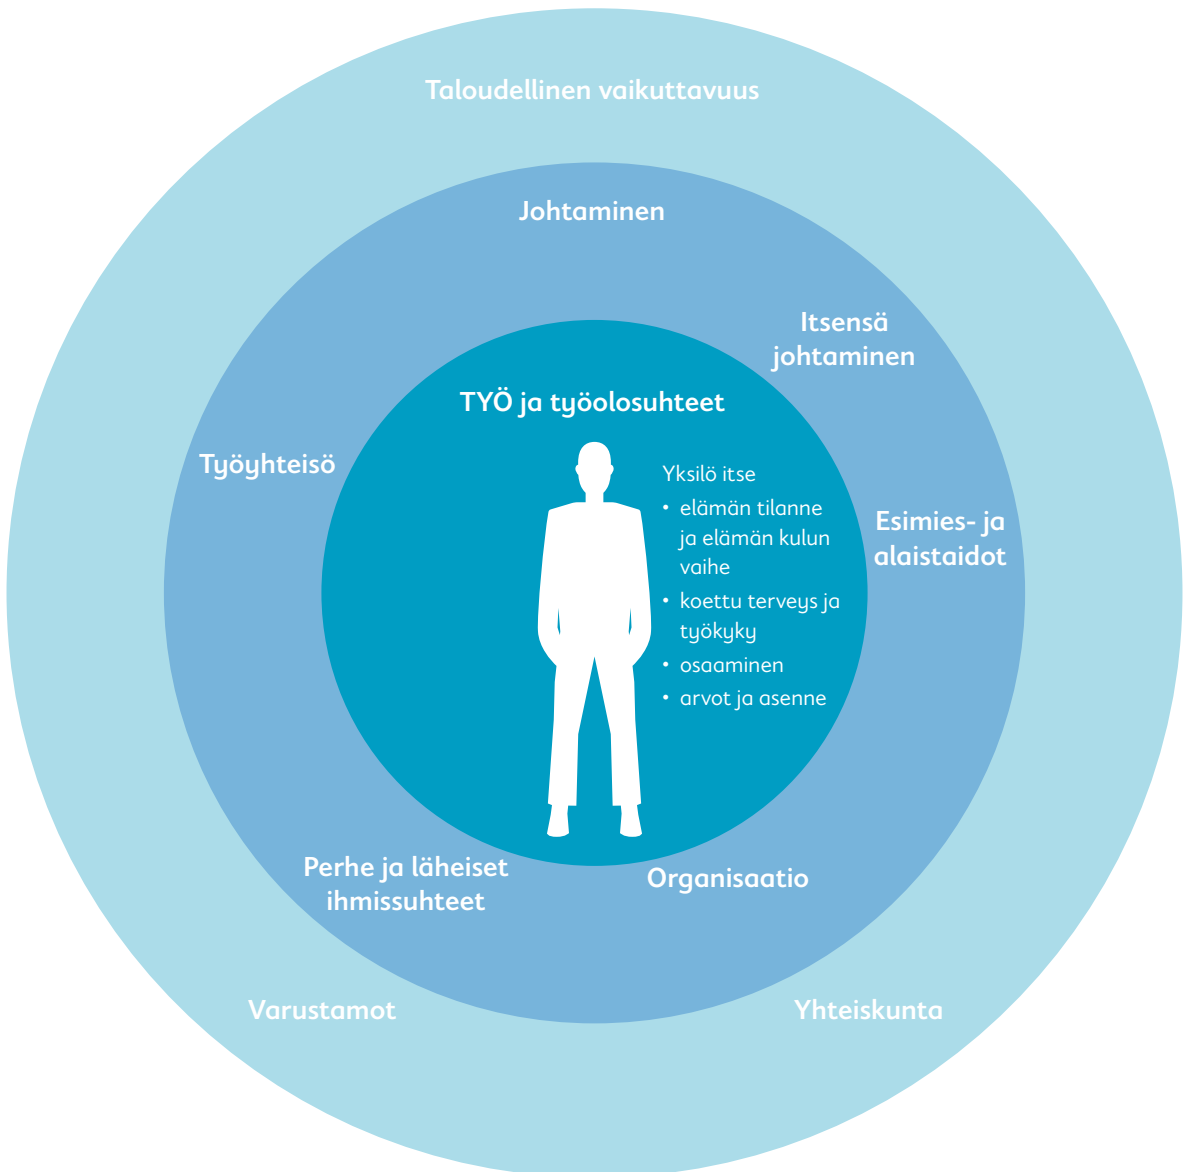 Taloudellinen vaikuttavuus
Johtaminen
Itsensä
johtaminen
TYÖ ja työolosuhteet
Työyhteisö
Yksilö itse
• elämän tilanne
ja elämän kulun
vaihe
• koettu terveys ja
työkyky
• osaaminen
• arvot ja asenne
Esimies- ja
alaistaidot
Perhe ja läheiset
ihmissuhteet
Organisaatio
Varustamot
Yhteiskunta